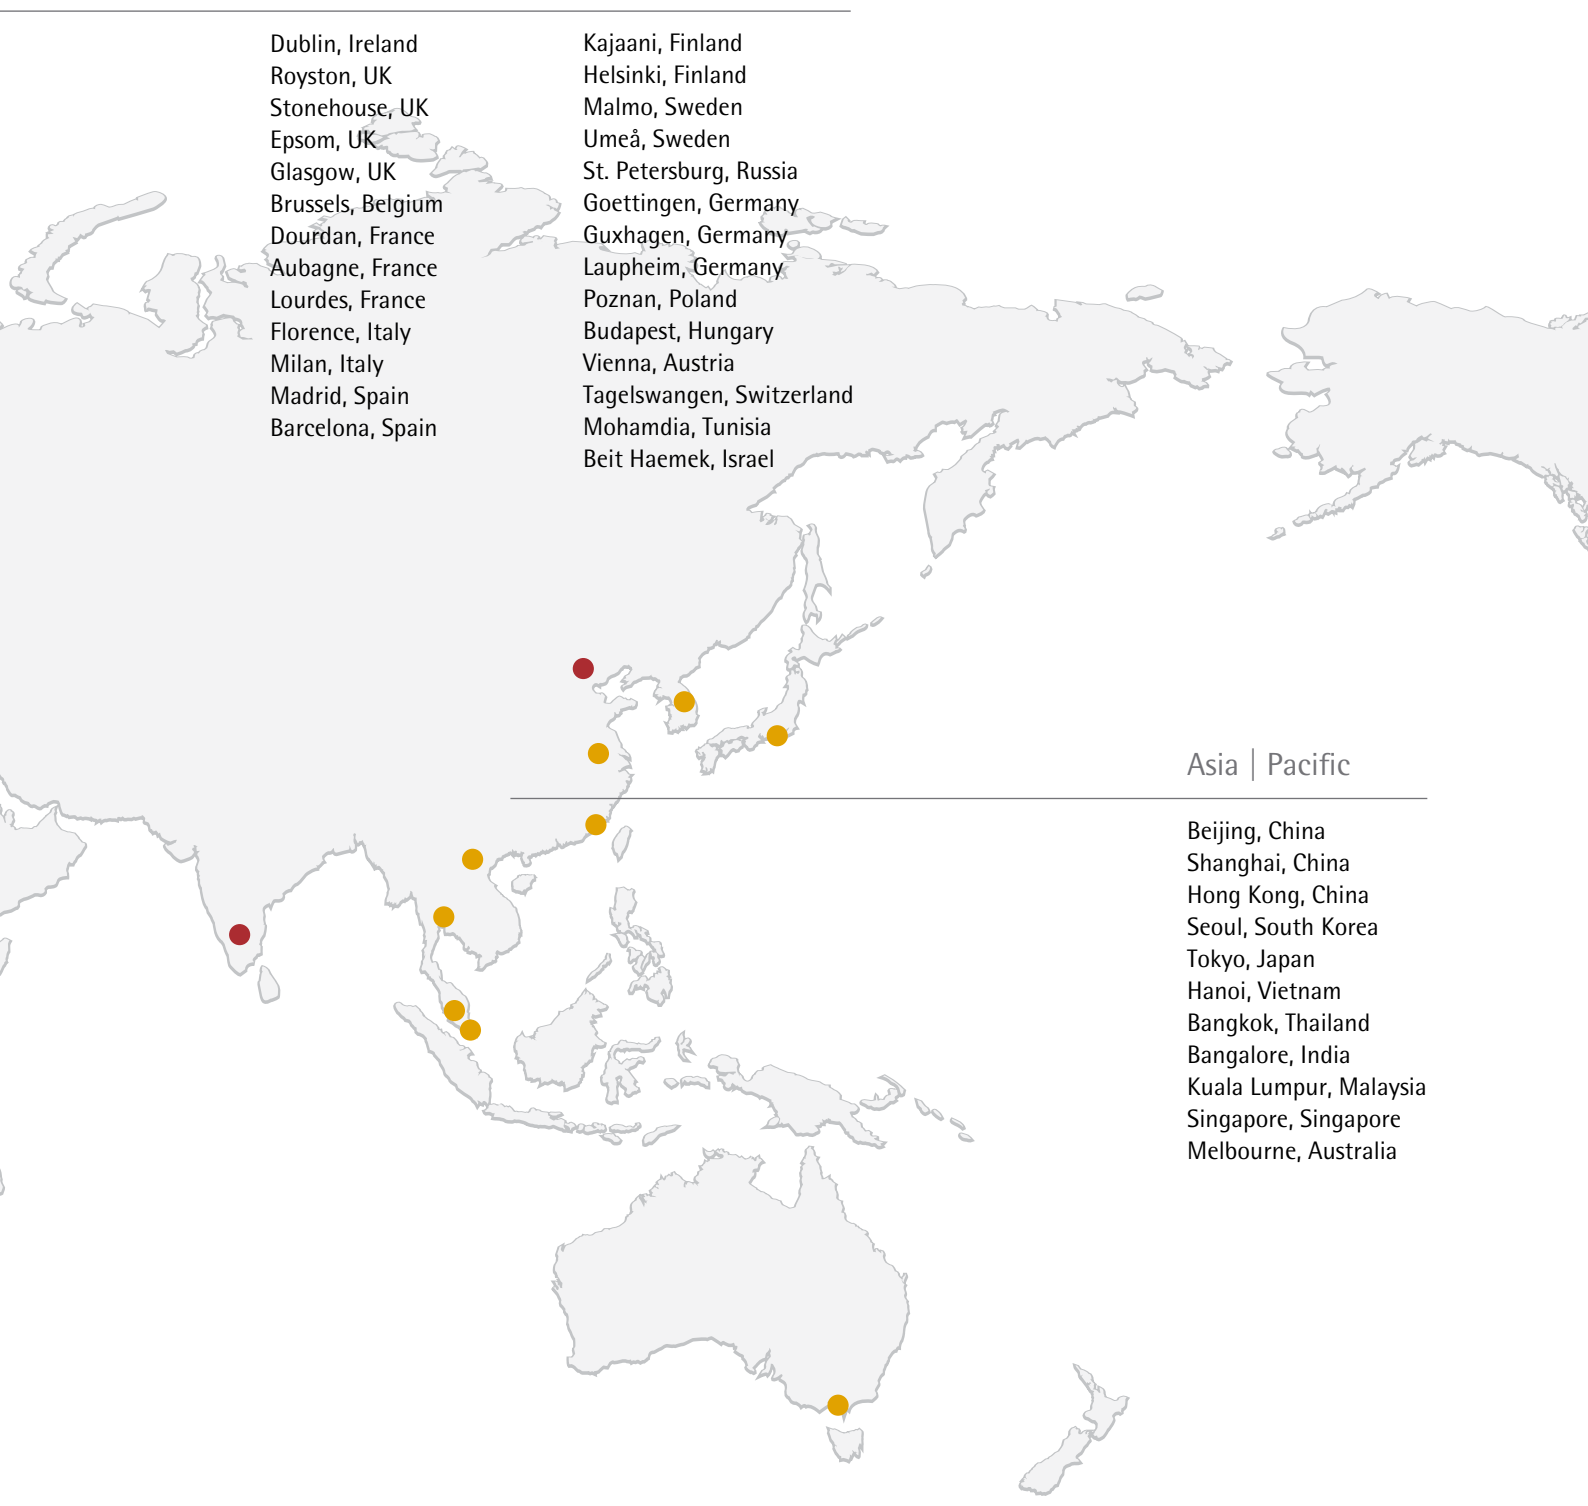 Dublin, Ireland
Royston, UK
Stonehouse, UK
Epsom, UK
Glasgow, UK
Brussels, Belgium
Dourdan, France
Aubagne, France
Lourdes, France
Florence, Italy
Milan, Italy
Madrid, Spain
Barcelona, Spain
Kajaani, Finland
Helsinki, Finland
Malmo, Sweden
Umeå, Sweden
St. Petersburg, Russia
Goettingen, Germany
Guxhagen, Germany
Laupheim, Germany
Poznan, Poland
Budapest, Hungary
Vienna, Austria
Tagelswangen, Switzerland
Mohamdia, Tunisia
Beit Haemek, Israel
Asia | Pacific
Beijing, China
Shanghai, China
Hong Kong, China
Seoul, South Korea
Tokyo, Japan
Hanoi, Vietnam
Bangkok, Thailand
Bangalore, India
Kuala Lumpur, Malaysia
Singapore, Singapore
Melbourne, Australia